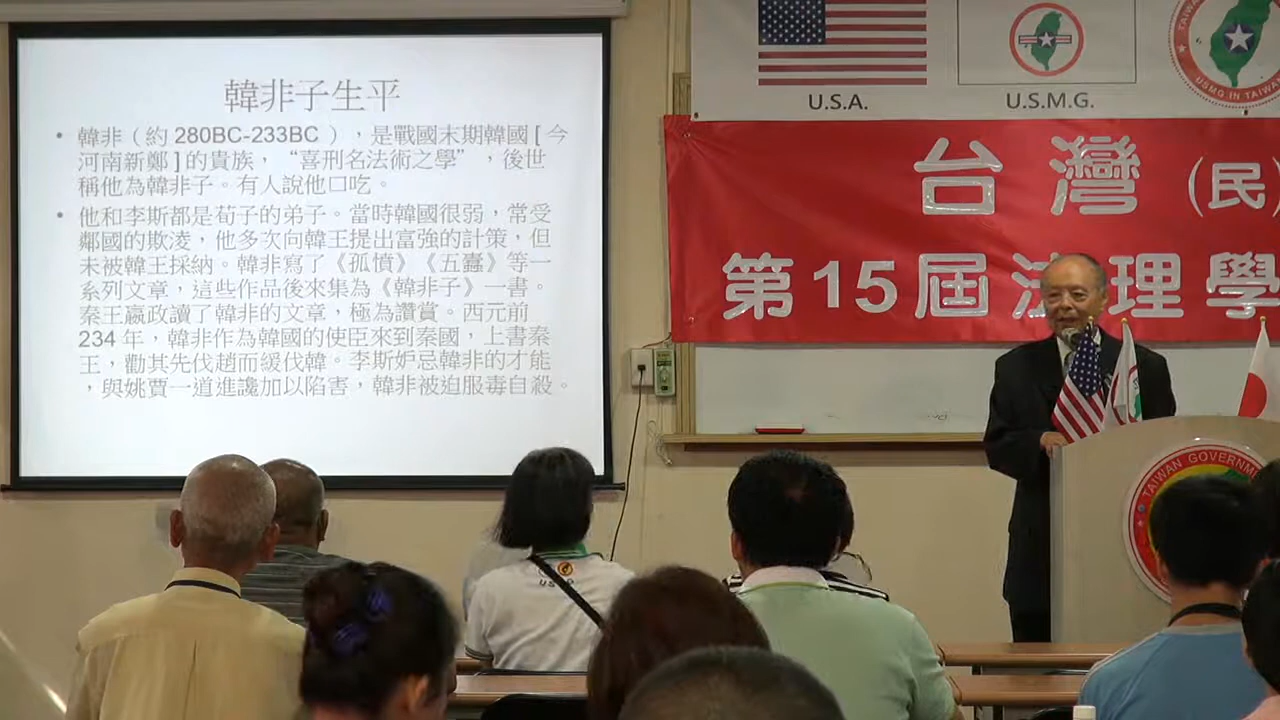 韓非子生平
• 韓非（約 280BC-233BC ），是戰國末期韓國 [ 今
河南新鄭 ] 的貴族，“喜刑名法術之學”，後世
稱他為韓非子。有人說他口吃。
• 他和李斯都是荀子的弟子。當時韓國很弱，常受
鄰國的欺淩，他多次向韓王提出富強的計策，但
未被韓王採納。韓非寫了《孤憤》《五蠹》等一
系列文章，這些作品後來集為《韓非子》一書。
秦王嬴政讀了韓非的文章，極為讚賞。西元前
234 年，韓非作為韓國的使臣來到秦國，上書秦
王，勸其先伐趙而緩伐韓。李斯妒忌韓非的才能
，與姚賈一道進讒加以陷害，韓非被迫服毒自殺。
U.S.A.
U.S.M.G.
USMG IN TAIWAN
台灣（民
第15屆法理學
TAIWAN GOVERNM